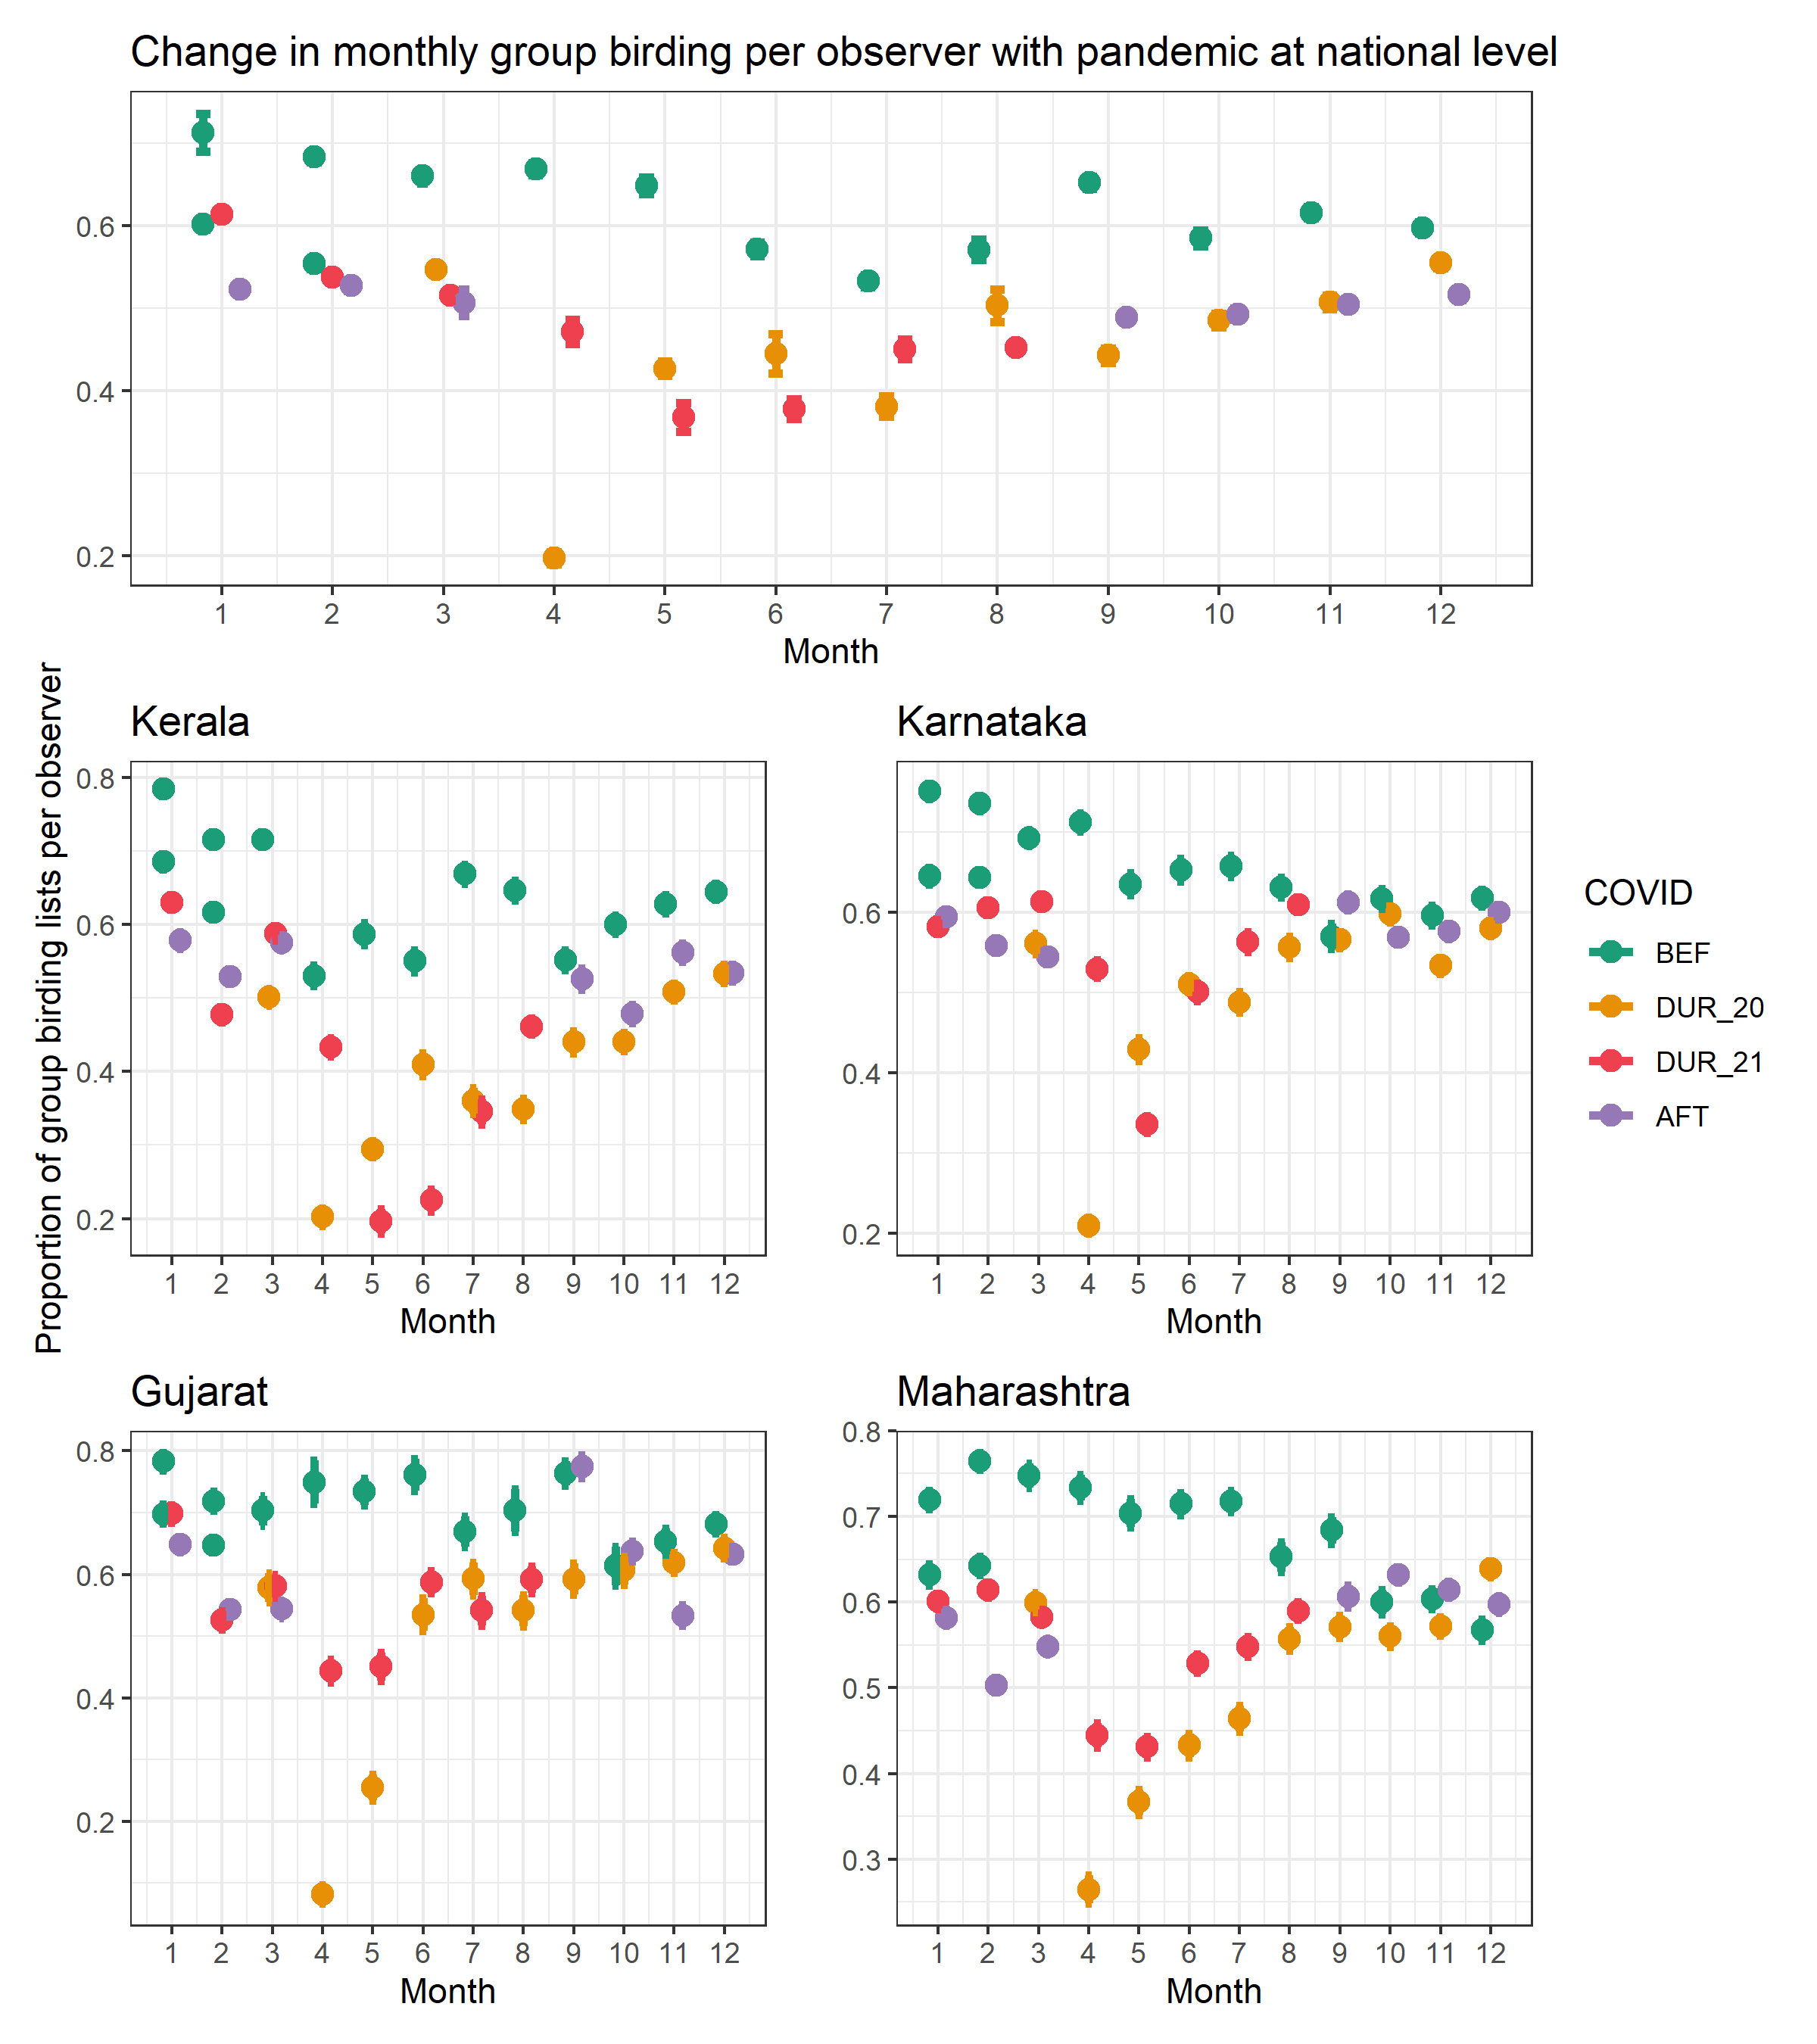 Change in monthly group birding per observer with pandemic at national level
0.6
0.4
0.2
1 2 3 4 5 6 7 8 9 10 11 12
Month
Proportion of group birding lists per observer
Kerala
0.8
0.6
0.4
0.2
1 2 3 4 5 6 7 8 9 10 11 12
Month
Karnataka
0.6
0.4
0.2
1 2 3 4 5 6 7 8 9 10 11 12
Month
COVID
BEF
DUR_20
DUR_21
AFT
Gujarat
0.8
0.6
0.4
0.2
1 2 3 4 5 6 7 8 9 10 11 12
Month
Maharashtra
0.8
0.7
0.6
0.5
0.4
0.3
1 2 3 4 5 6 7 8 9 10 11 12
Month